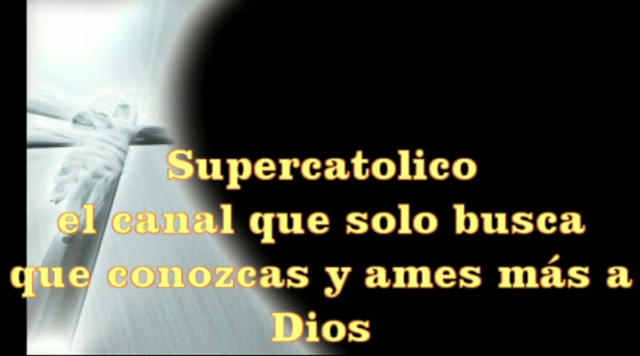 Supercatolico
el canal que solo busca
que conozcas y ames más a
Dios